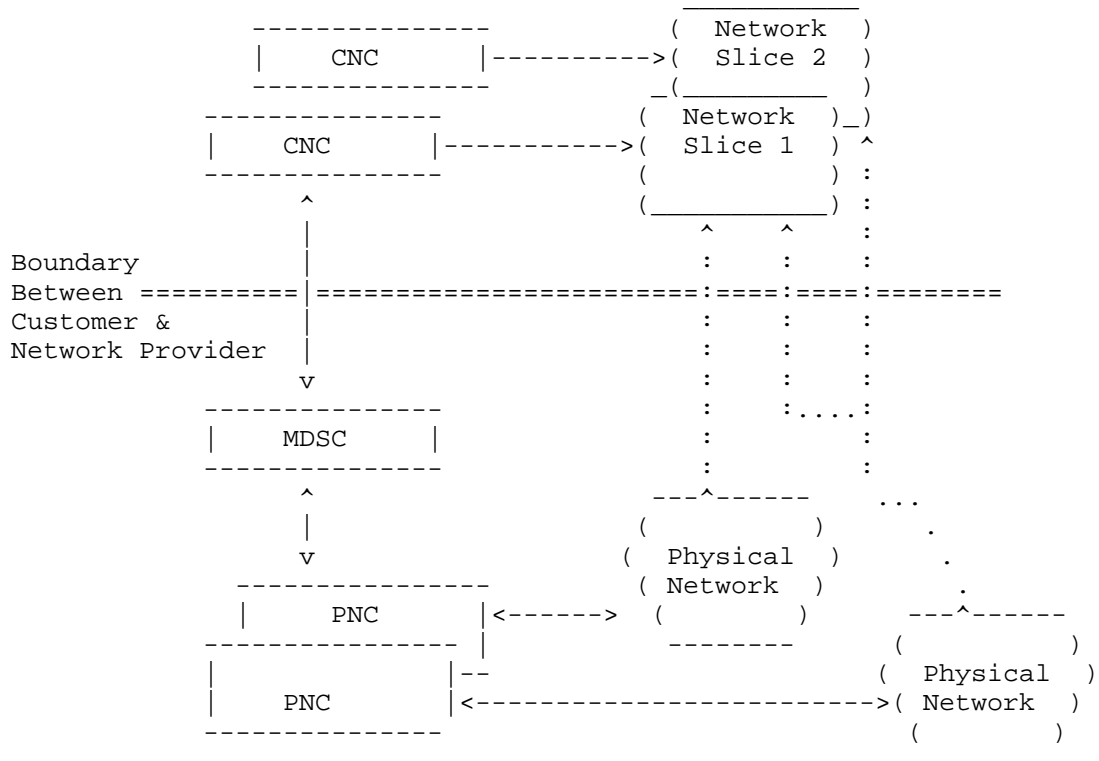 Network
CNC Slice 2
Network
CNC Slice 1
Boundary
Between
Customer &
Network Provider
MDSC
Physical
PNC Network
Physical
PNC Network